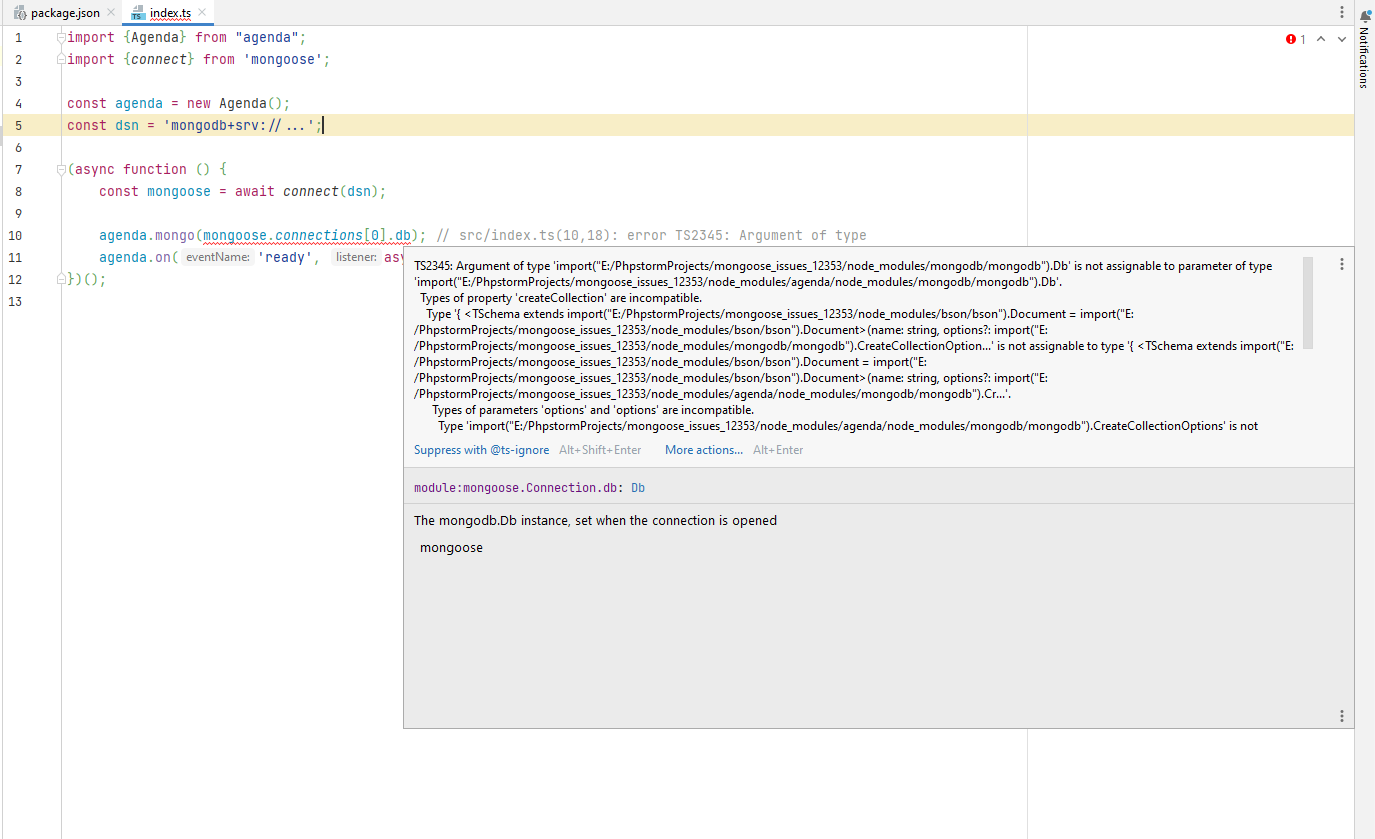 package.json
index.ts
Notifications
1
1 import {Agenda} from "agenda";
2 import {connect} from 'mongoose';
3
4 const agenda = new Agenda();
5 const dsn = 'mongodb+srv://...';
6
7 (async function () {
8 const mongoose = await connect(dsn);
9
10 agenda.mongo(mongoose.connections[0].db); // src/index.ts(10,18): error TS2345: Argument of type
11 agenda.on( eventName: 'ready', listener: asy
12 })();
13
TS2345: Argument of type 'import("E:/PhpstormProjects/mongoose_issues_12353/node_modules/mongodb/mongodb").Db' is not assignable to parameter of type
'import("E:/PhpstormProjects/mongoose_issues_12353/node_modules/agenda/node_modules/mongodb/mongodb").Db'.
Types of property 'createCollection' are incompatible.
Type '{ <TSchema extends import("E:/PhpstormProjects/mongoose_issues_12353/node_modules/bson/bson").Document = import("E:
/PhpstormProjects/mongoose_issues_12353/node_modules/bson/bson").Document>(name: string, options?: import("E:
/PhpstormProjects/mongoose_issues_12353/node_modules/mongodb/mongodb").CreateCollectionOption...' is not assignable to type '{ <TSchema extends import("E:
/PhpstormProjects/mongoose_issues_12353/node_modules/bson/bson").Document = import("E:
/PhpstormProjects/mongoose_issues_12353/node_modules/bson/bson").Document>(name: string, options?: import("E:
/PhpstormProjects/mongoose_issues_12353/node_modules/agenda/node_modules/mongodb/mongodb").Cr...'.
Types of parameters 'options' and 'options' are incompatible.
Type 'import("E:/PhpstormProjects/mongoose_issues_12353/node_modules/agenda/node_modules/mongodb/mongodb").CreateCollectionOptions' is not
Suppress with @ts-ignore Alt+Shift+Enter More actions... Alt+Enter
module:mongoose.Connection.db: Db
The mongodb.Db instance, set when the connection is opened
mongoose